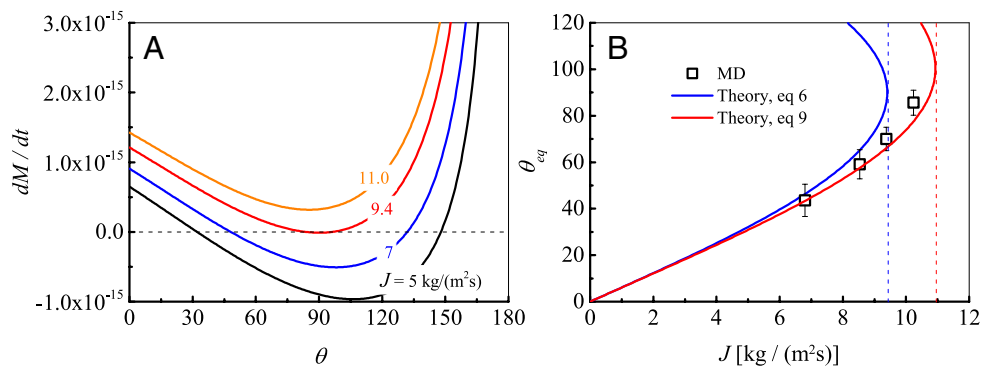 A
dM / dt
3.0x10⁻¹⁵
2.0x10⁻¹⁵
1.0x10⁻¹⁵
0.0
-1.0x10⁻¹⁵
11.0
9.4
7
J = 5 kg/(m²s)
0 30 60 90 120 150 180
θ
B
θeq
120
100
80
60
40
20
0
MD
Theory, eq 6
Theory, eq 9
0 2 4 6 8 10 12
J [kg / (m²s)]